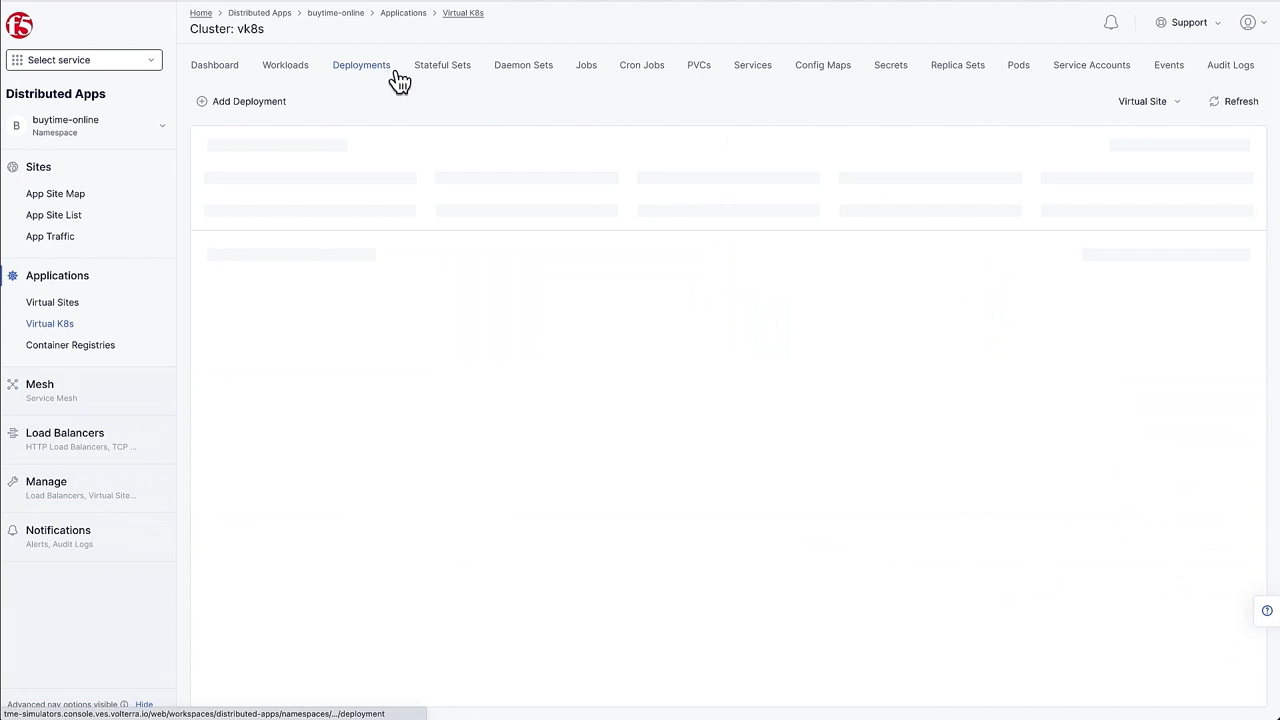 f5
Home > Distributed Apps > buytime-online > Applications > Virtual K8s
Cluster: vk8s
Support
Select service
Distributed Apps
B
buytime-online
Namespace
Sites
App Site Map
App Site List
App Traffic
Applications
Virtual Sites
Virtual K8s
Container Registries
Mesh
Service Mesh
Load Balancers
HTTP Load Balancers, TCP ...
Manage
Load Balancers, Virtual Site...
Notifications
Alerts, Audit Logs
Advanced nav options visible Hide
Dashboard Workloads Deployments Stateful Sets Daemon Sets Jobs Cron Jobs PVCs Services Config Maps Secrets Replica Sets Pods Service Accounts Events Audit Logs
Add Deployment Virtual Site Refresh
tme-simulators.console.ves.volterra.io/web/workspaces/distributed-apps/namespaces/.../deployment